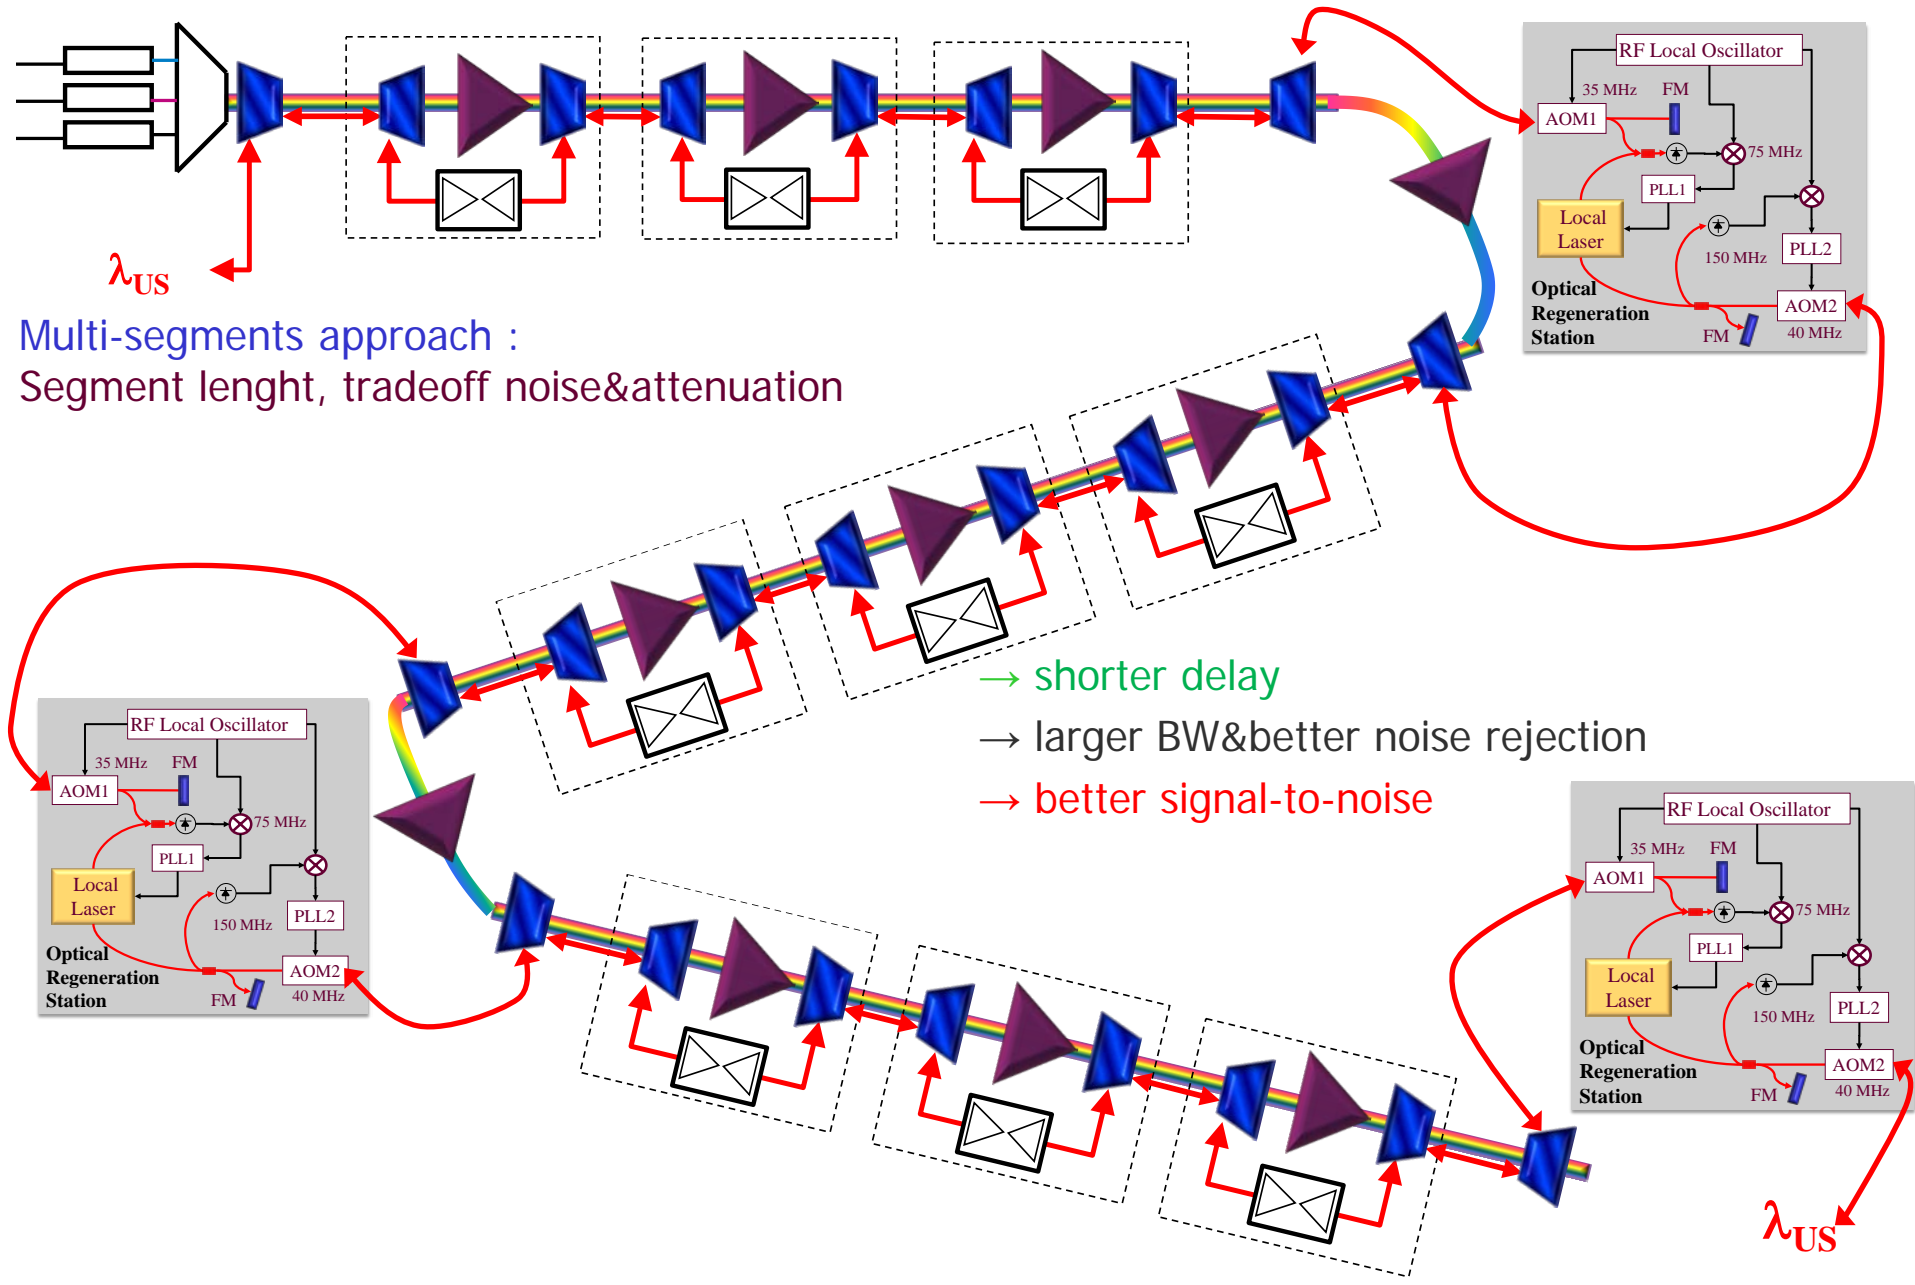 RF Local Oscillator
35 MHz
FM
AOM1
75 MHz
PLL1
Local
Laser
150 MHz
PLL2
Optical
Regeneration
Station
AOM2
FM
40 MHz
λUS
Multi-segments approach :
Segment lenght, tradeoff noise&attenuation
→ shorter delay
→ larger BW&better noise rejection
→ better signal-to-noise
RF Local Oscillator
35 MHz
FM
AOM1
75 MHz
PLL1
Local
Laser
150 MHz
PLL2
Optical
Regeneration
Station
AOM2
FM
40 MHz
RF Local Oscillator
35 MHz
FM
AOM1
75 MHz
PLL1
Local
Laser
150 MHz
PLL2
Optical
Regeneration
Station
AOM2
FM
40 MHz
λUS